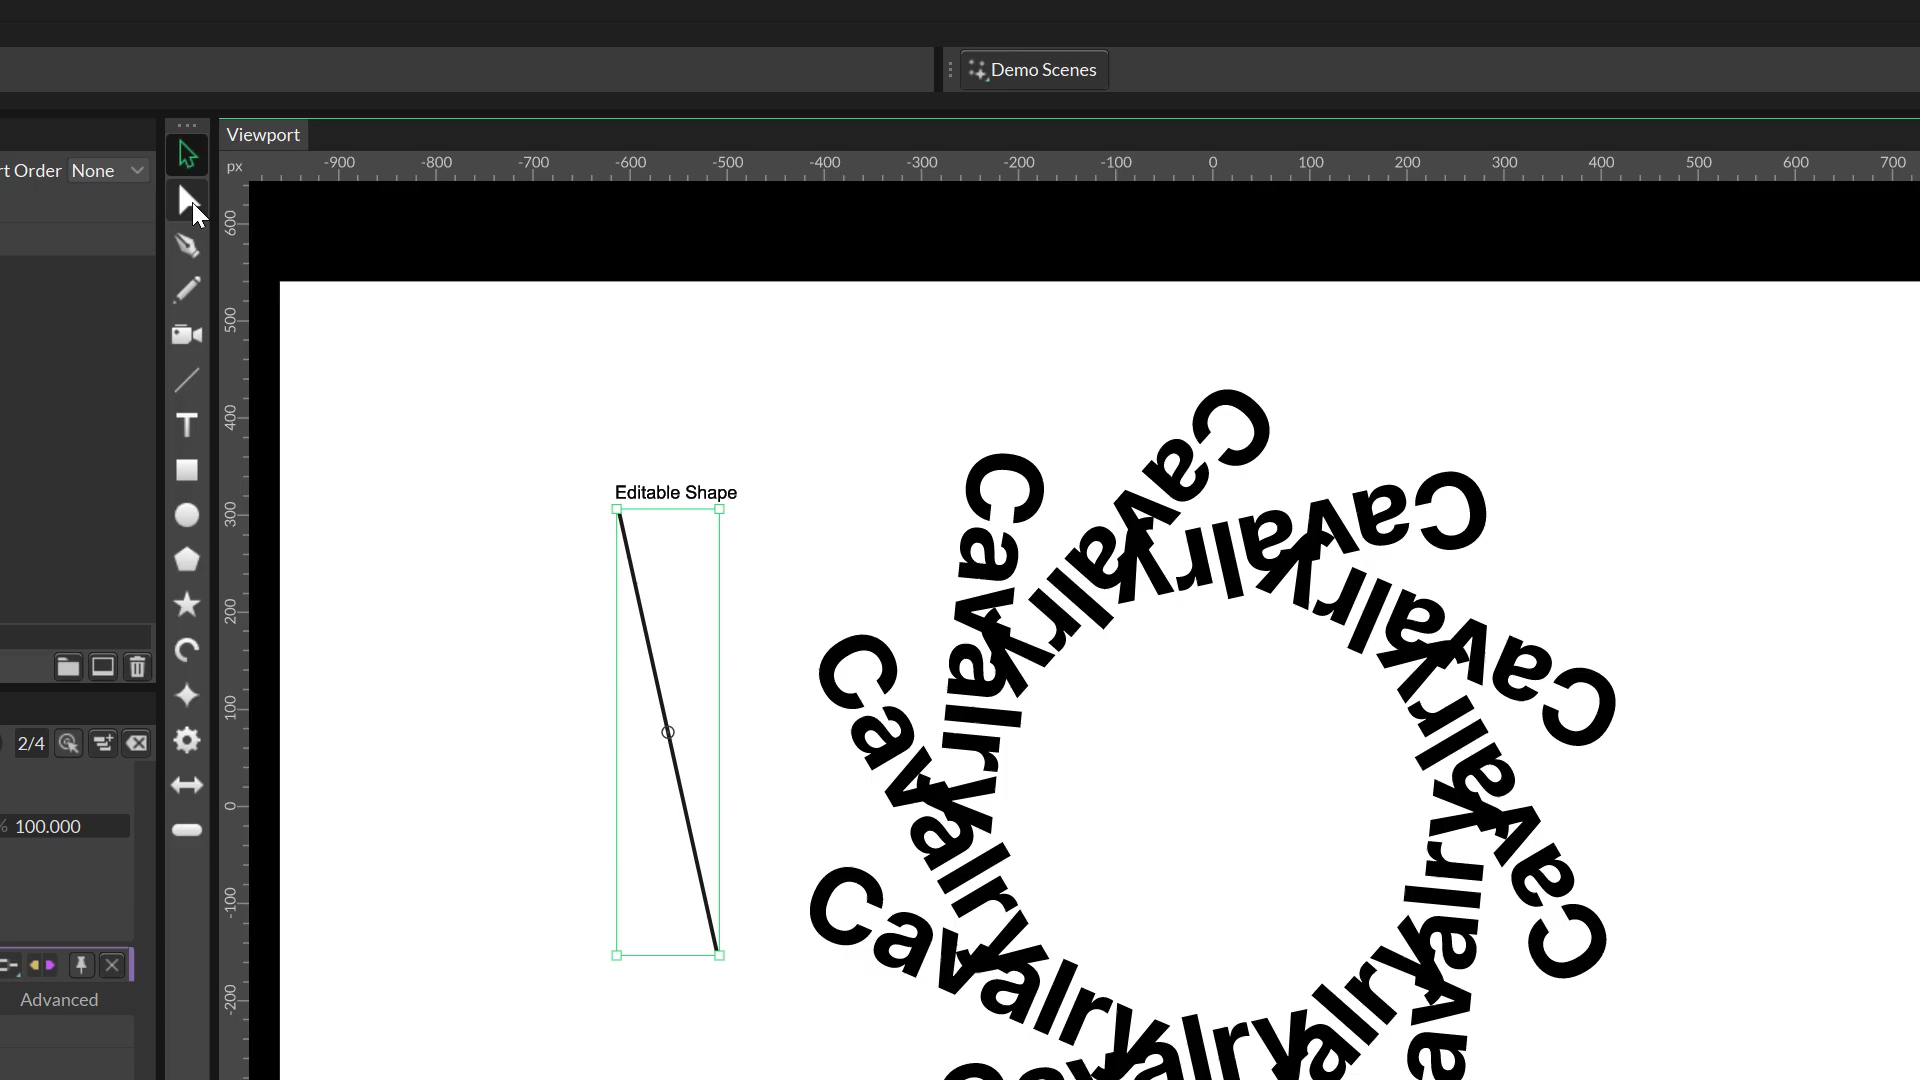 Demo Scenes
Viewport
rt Order None
px -900 -800 -700 -600 -500 -400 -300 -200 -100 0 100 200 300 400 500 600 700
600
500
400
300
200
100
0
-100
-200
Editable Shape
Cavalry
Cavalry
Cavalry
Cavalry
Cavalry
Cavalry
Cavalry
Cavalry
avalry
2/4
% 100.000
Advanced